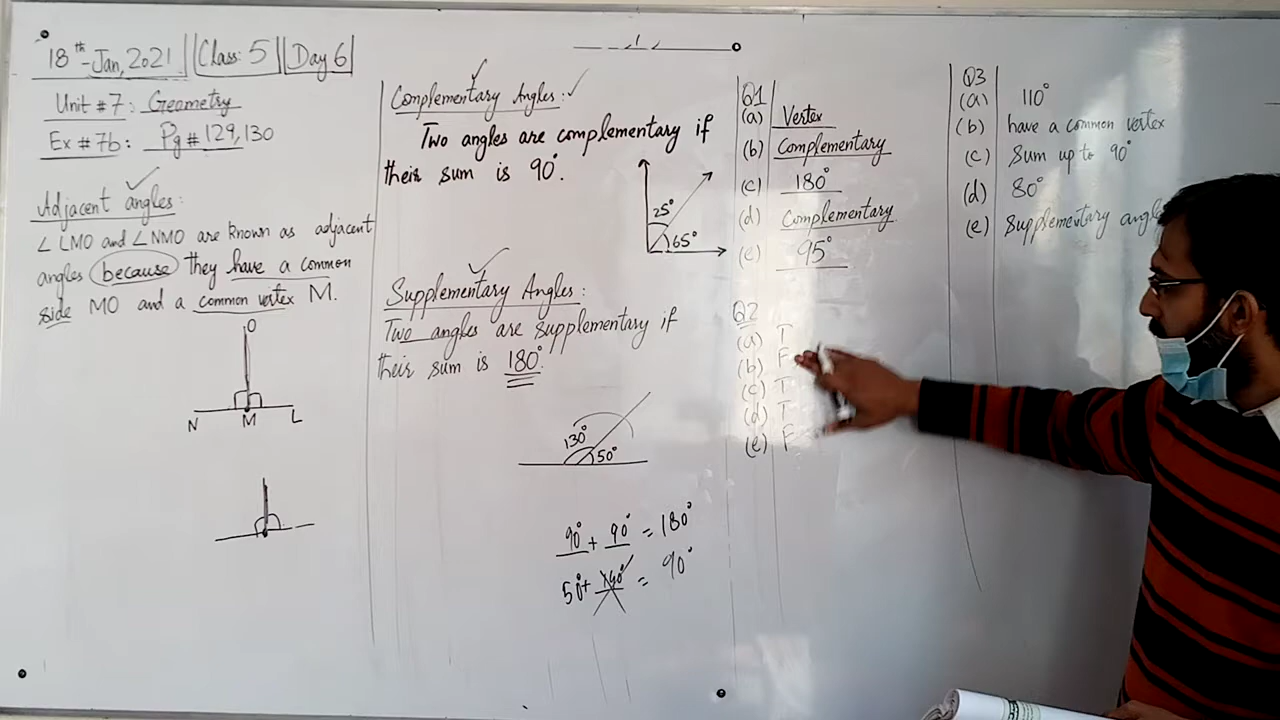 18th-Jan, 2021 Class: 5 Day 6
Unit # 7: Geometry
Ex # 7b: Pg # 129, 130
Adjacent angles:
∠ LMO and ∠NMO are known as adjacent
angles because they have a common
side MO and a common vertex M.
O
N M L
Complementary Angles:
Two angles are complementary if
their sum is 90°.
25°
65°
Supplementary Angles:
Two angles are supplementary if
their sum is 180°.
130°
50°
90° + 90° = 180°
50° + 40° = 90°
Q1
(a) Vertex
(b) Complementary
(c) 180°
(d) Complementary
(e) 95°
Q2
(a) T
(b) F
(c) T
(d) T
(e) F
Q3
(a) 110°
(b) have a common vertex
(c) Sum up to 90°
(d) 80°
(e) Supplementary